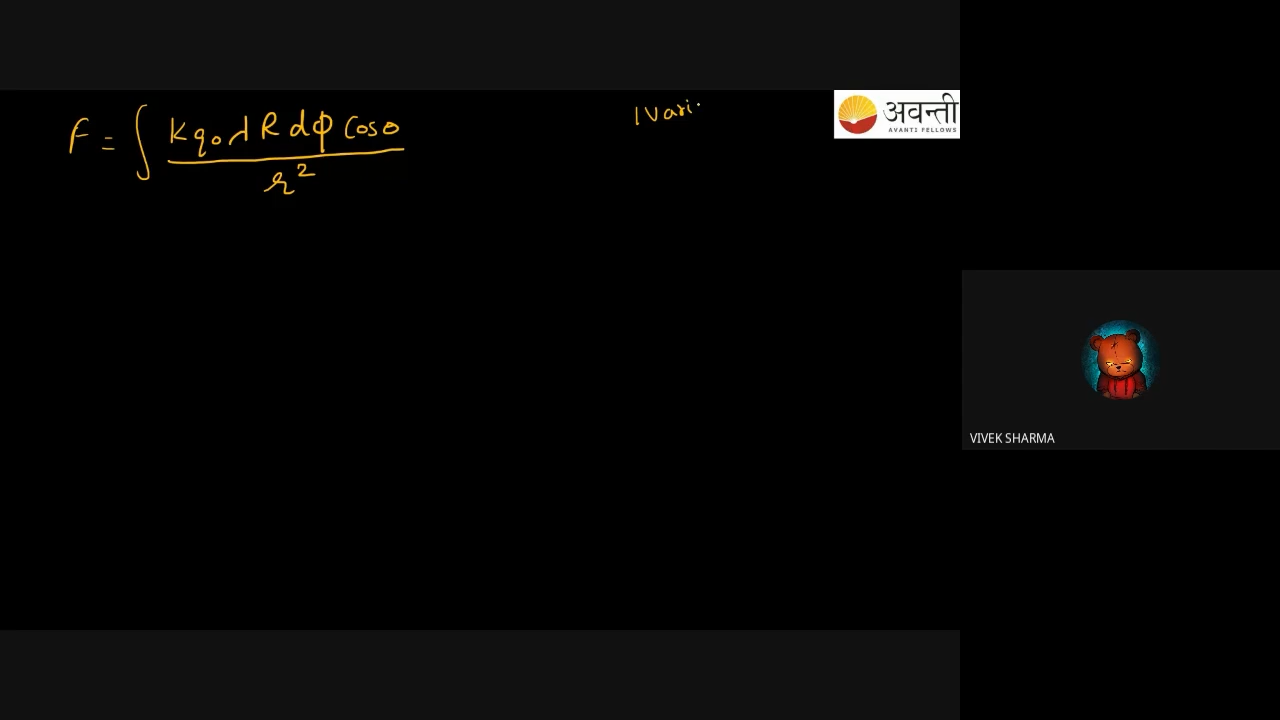 F = ∫ Kq₀λRdϕ Cosθ / r²
1 Vari.
अवन्ती
AVANTI FELLOWS
VIVEK SHARMA